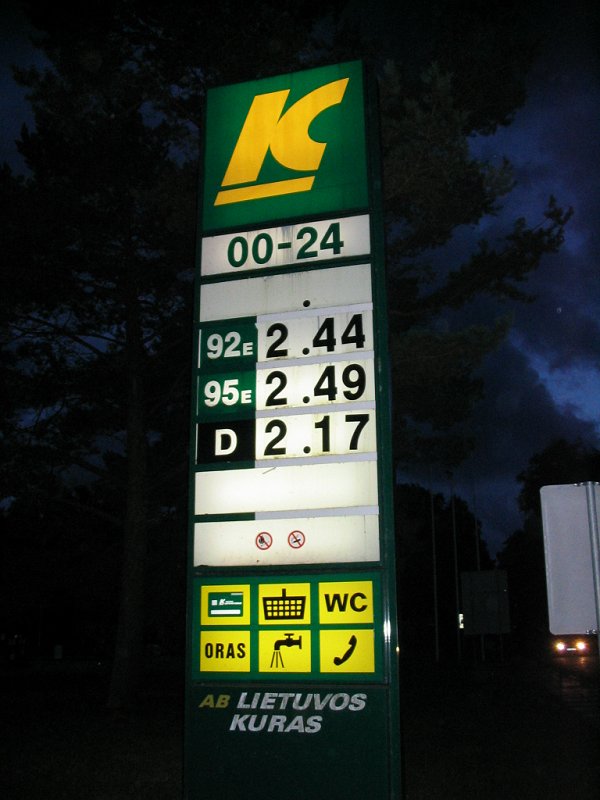 K
00-24
92E 2.44
95E 2.49
D 2.17
K
WC
ORAS
AB LIETUVOS
KURAS